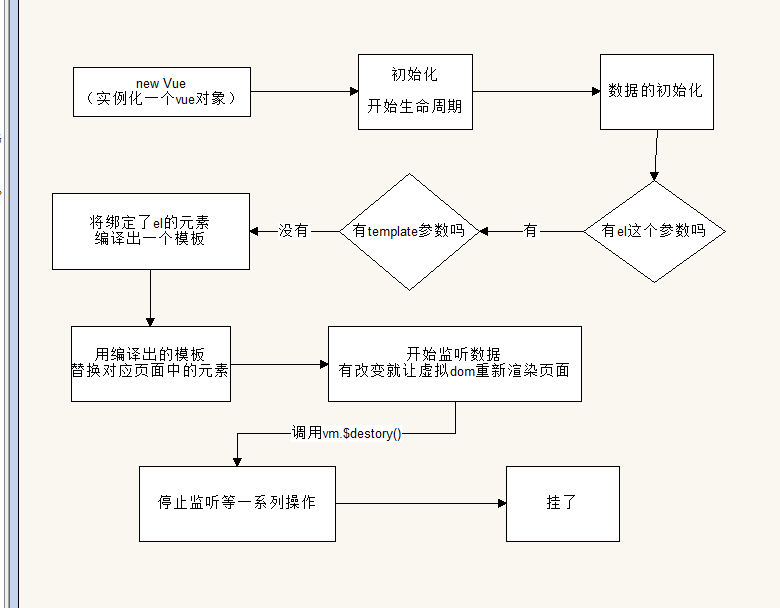 new Vue
（实例化一个vue对象）
初始化
开始生命周期
数据的初始化
有el这个参数吗
有
有template参数吗
没有
将绑定了el的元素
编译出一个模板
用编译出的模板
替换对应页面中的元素
开始监听数据
有改变就让虚拟dom重新渲染页面
调用vm.$destory()
停止监听等一系列操作
挂了